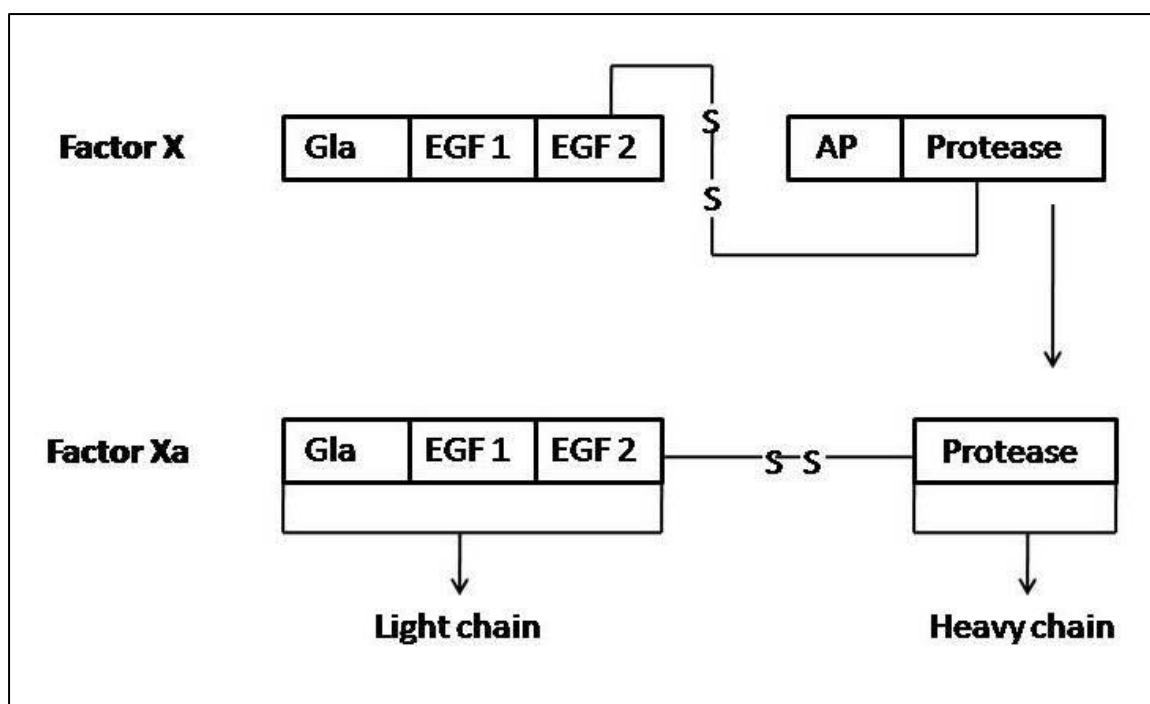 Factor X Gla EGF 1 EGF 2 S S AP Protease
Factor Xa Gla EGF 1 EGF 2 S S Protease
Light chain Heavy chain